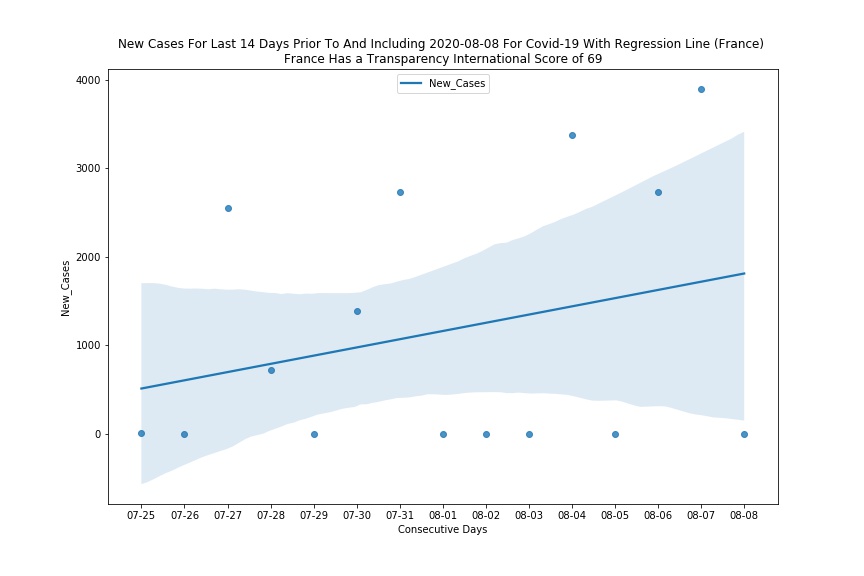 New Cases For Last 14 Days Prior To And Including 2020-08-08 For Covid-19 With Regression Line (France)
France Has a Transparency International Score of 69
New_Cases
4000
3000
2000
1000
0
New_Cases
07-25 07-26 07-27 07-28 07-29 07-30 07-31 08-01 08-02 08-03 08-04 08-05 08-06 08-07 08-08
Consecutive Days